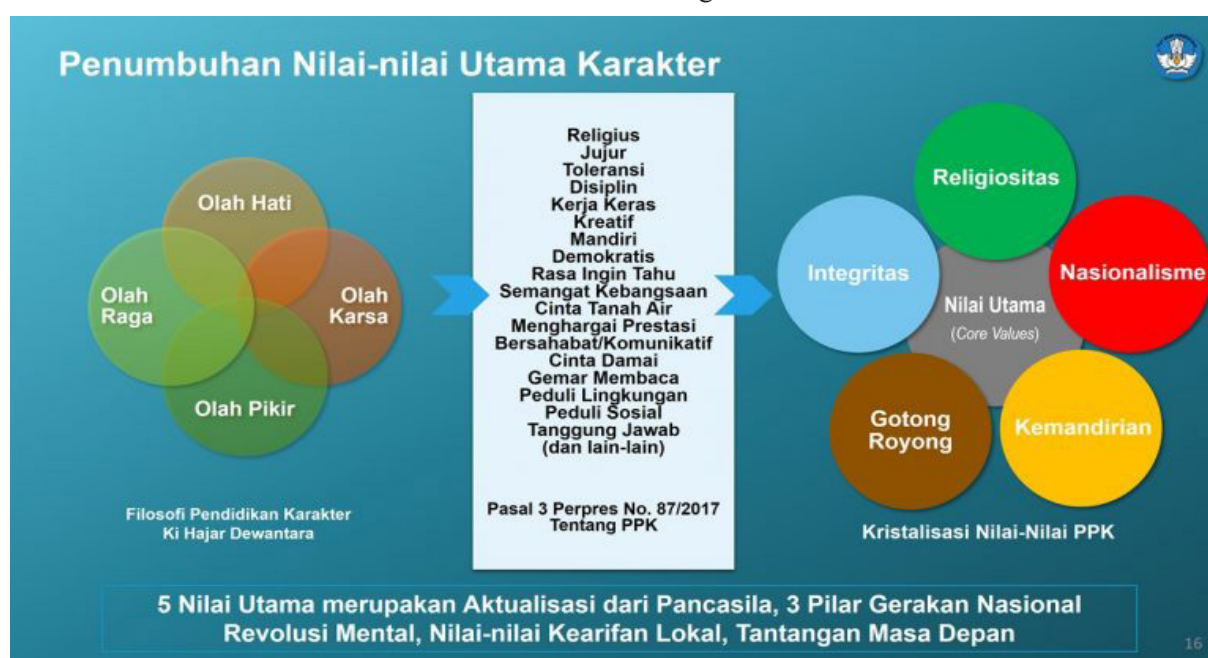 Penumbuhan Nilai-nilai Utama Karakter
Olah Hati
Olah
Raga
Olah
Karsa
Olah Pikir
Filosofi Pendidikan Karakter
Ki Hajar Dewantara
Religius
Jujur
Toleransi
Disiplin
Kerja Keras
Kreatif
Mandiri
Demokratis
Rasa Ingin Tahu
Semangat Kebangsaan
Cinta Tanah Air
Menghargai Prestasi
Bersahabat/Komunikatif
Cinta Damai
Gemar Membaca
Peduli Lingkungan
Peduli Sosial
Tanggung Jawab
(dan lain-lain)
Pasal 3 Perpres No. 87/2017
Tentang PPK
Religiositas
Integritas
Nasionalisme
Nilai Utama
(Core Values)
Gotong
Royong
Kemandirian
Kristalisasi Nilai-Nilai PPK
5 Nilai Utama merupakan Aktualisasi dari Pancasila, 3 Pilar Gerakan Nasional
Revolusi Mental, Nilai-nilai Kearifan Lokal, Tantangan Masa Depan
16